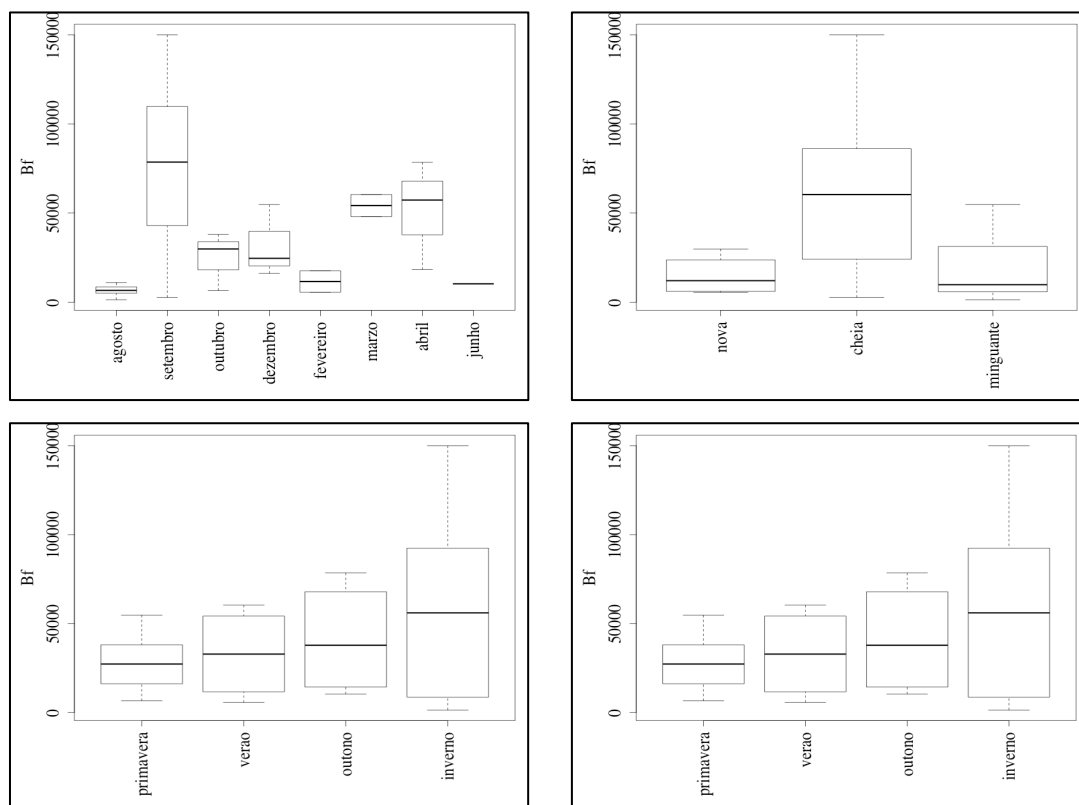 150000
100000
50000
0
Bf
agosto
setembro
outubro
dezembro
fevereiro
marzo
abril
junho
150000
100000
50000
0
Bf
nova
cheia
minguante
150000
100000
50000
0
Bf
primavera
verao
outono
inverno
150000
100000
50000
0
Bf
primavera
verao
outono
inverno